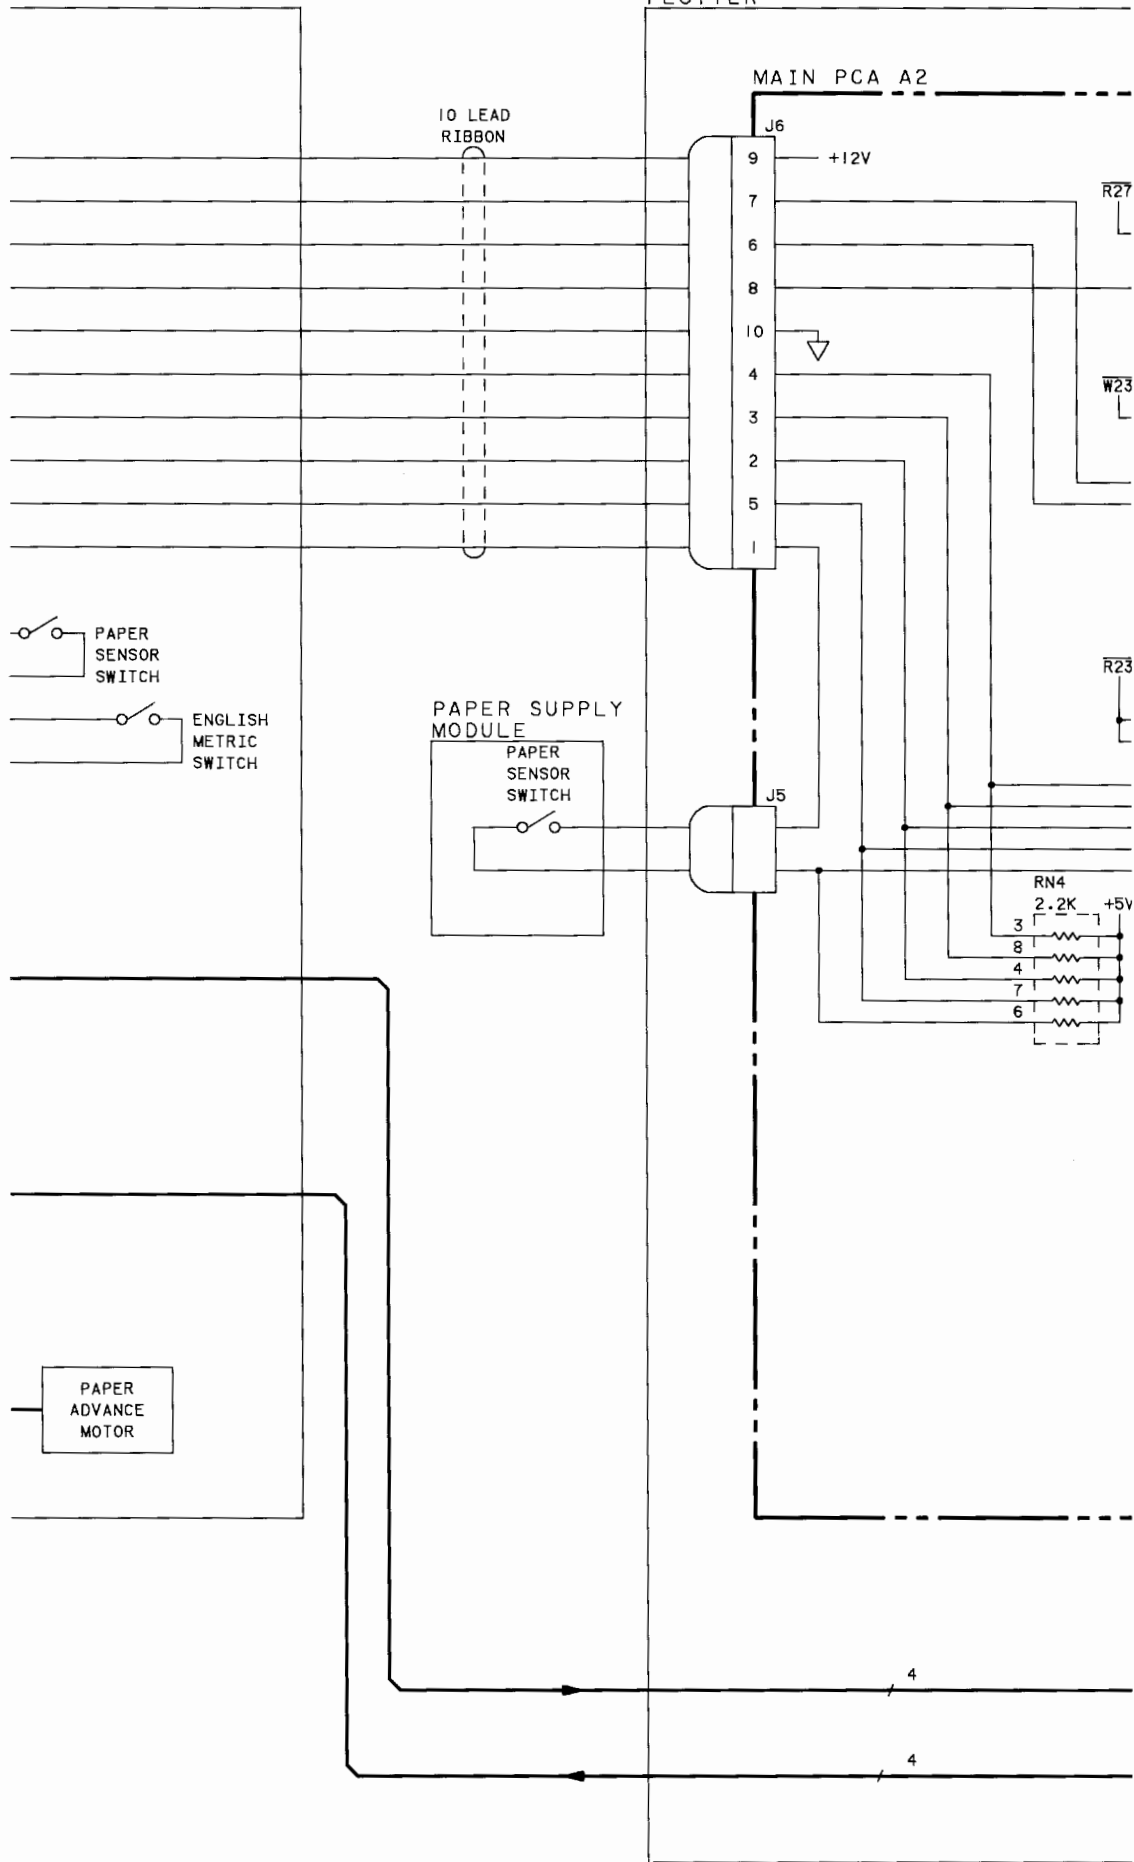 PLOTTER
MAIN PCA A2
10 LEAD
RIBBON
J6
9
+12V
7
6
8
10
4
3
2
5
1
R27
W23
R23
PAPER
SENSOR
SWITCH
ENGLISH
METRIC
SWITCH
PAPER SUPPLY
MODULE
PAPER
SENSOR
SWITCH
J5
RN4
2.2K
+5V
3
8
4
7
6
PAPER
ADVANCE
MOTOR
4
4